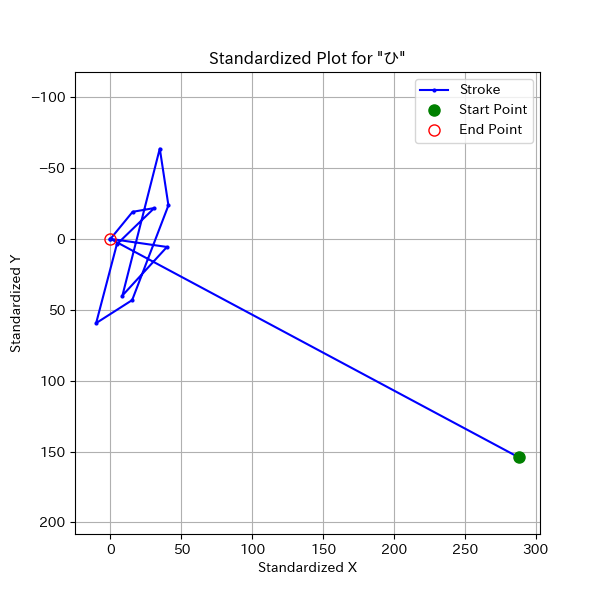 Standardized Plot for "ひ"
Stroke
Start Point
End Point
Standardized Y
−100
−50
0
50
100
150
200
0 50 100 150 200 250 300
Standardized X